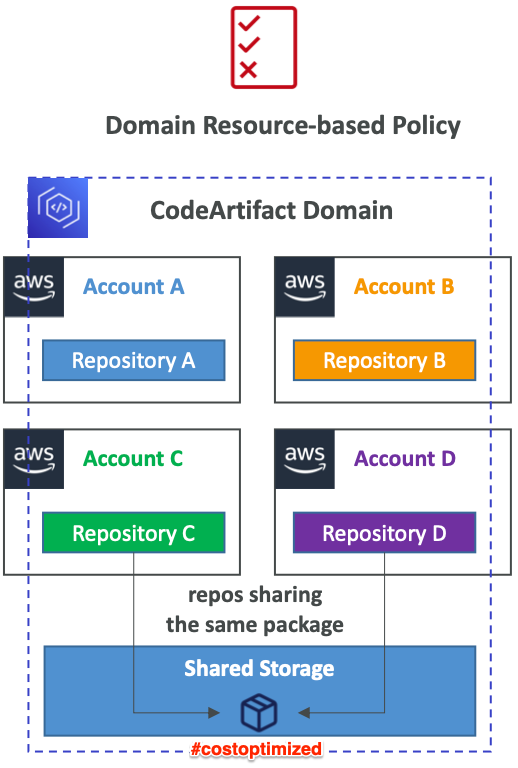 Domain Resource-based Policy
CodeArtifact Domain
aws
Account A
Repository A
aws
Account B
Repository B
aws
Account C
Repository C
aws
Account D
Repository D
repos sharing
the same package
Shared Storage
#costoptimized